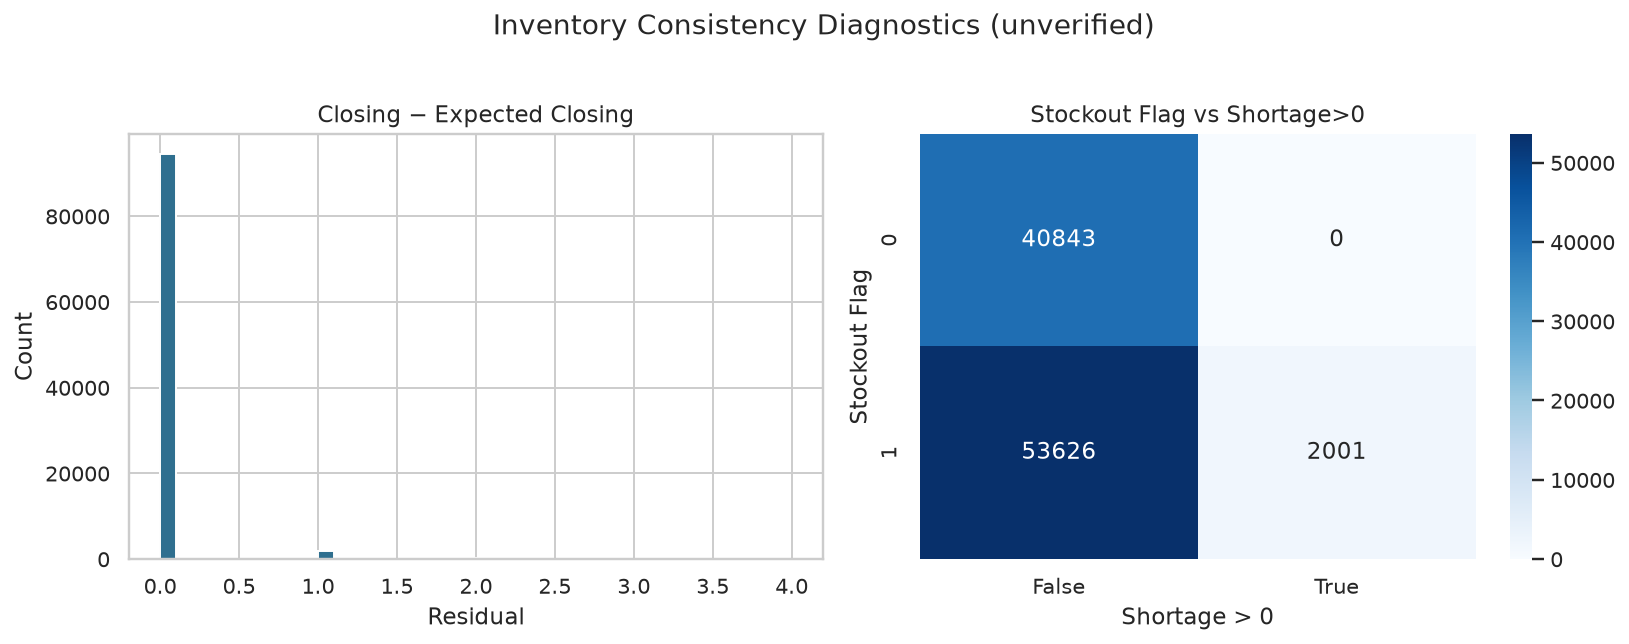 Inventory Consistency Diagnostics (unverified)
Closing − Expected Closing
Count
80000
60000
40000
20000
0
0.0 0.5 1.0 1.5 2.0 2.5 3.0 3.5 4.0
Residual
Stockout Flag vs Shortage>0
Stockout Flag
0
1
40843 0
53626 2001
False True
Shortage > 0
50000
40000
30000
20000
10000
0